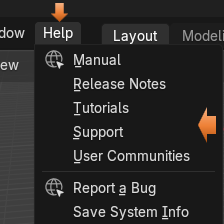 dow Help Layout Modeli
ew Manual
Release Notes
Tutorials
Support
User Communities
Report a Bug
Save System Info